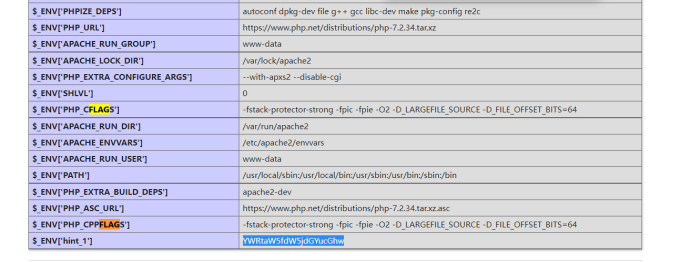 $_ENV['PHPIZE_DEPS'] autoconf dpkg-dev file g++ gcc libc-dev make pkg-config re2c
$_ENV['PHP_URL'] https://www.php.net/distributions/php-7.2.34.tar.xz
$_ENV['APACHE_RUN_GROUP'] www-data
$_ENV['APACHE_LOCK_DIR'] /var/lock/apache2
$_ENV['PHP_EXTRA_CONFIGURE_ARGS'] --with-apxs2 --disable-cgi
$_ENV['SHLVL'] 0
$_ENV['PHP_CFLAGS'] -fstack-protector-strong -fpic -fpie -O2 -D_LARGEFILE_SOURCE -D_FILE_OFFSET_BITS=64
$_ENV['APACHE_RUN_DIR'] /var/run/apache2
$_ENV['APACHE_ENVVARS'] /etc/apache2/envvars
$_ENV['APACHE_RUN_USER'] www-data
$_ENV['PATH'] /usr/local/sbin:/usr/local/bin:/usr/sbin:/usr/bin:/sbin:/bin
$_ENV['PHP_EXTRA_BUILD_DEPS'] apache2-dev
$_ENV['PHP_ASC_URL'] https://www.php.net/distributions/php-7.2.34.tar.xz.asc
$_ENV['PHP_CPPFLAGS'] -fstack-protector-strong -fpic -fpie -O2 -D_LARGEFILE_SOURCE -D_FILE_OFFSET_BITS=64
$_ENV['hint_1'] YWRtaW5fdW5jdGYucGhw